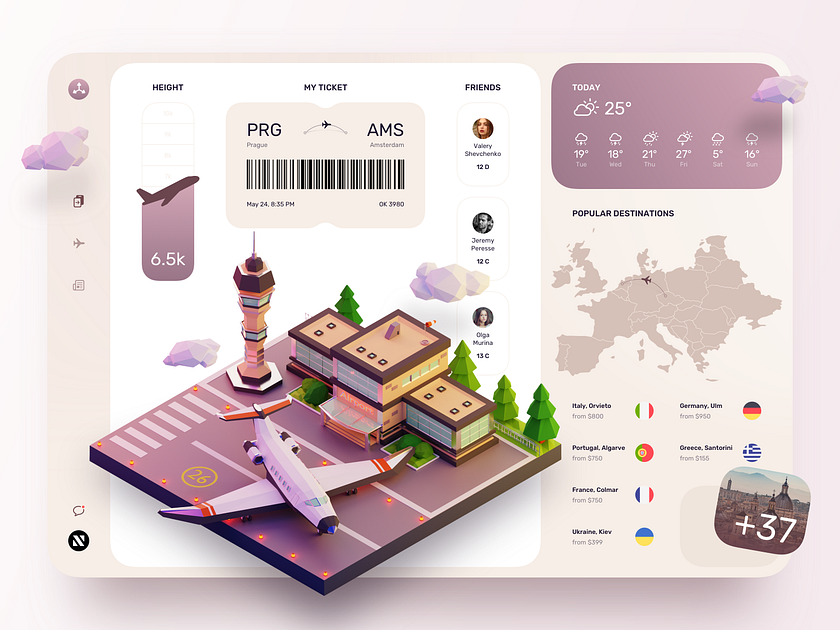 HEIGHT
6.5k
MY TICKET
PRG
AMS
Prague
Amsterdam
May 24, 8:35 PM
OK 3980
FRIENDS
Valery
Shevchenko
12 D
Jeremy
Peresse
12 C
Olga
Murina
13 C
Airport
26
TODAY
25°
19° 18° 21° 27° 5° 16°
Tue Wed Thu Fri Sat Sun
POPULAR DESTINATIONS
Italy, Orvieto
from $800
Germany, Ulm
from $950
Portugal, Algarve
from $750
Greece, Santorini
from $155
France, Colmar
from $750
Ukraine, Kiev
from $399
+37